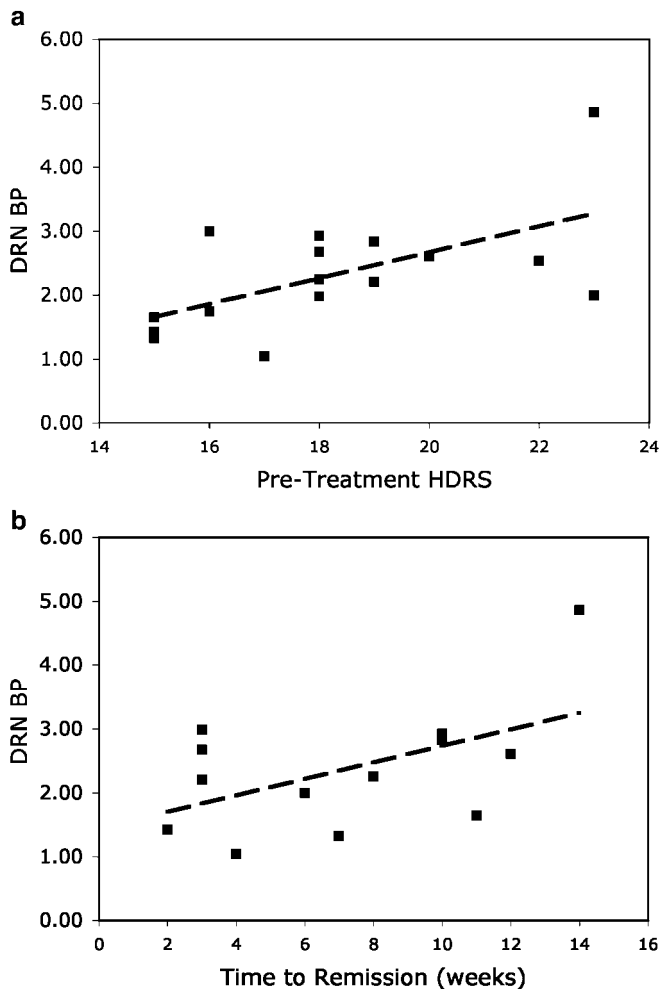 a
6.00
5.00
4.00
3.00
2.00
1.00
0.00
DRN BP
14 16 18 20 22 24
Pre-Treatment HDRS
b
6.00
5.00
4.00
3.00
2.00
1.00
0.00
DRN BP
0 2 4 6 8 10 12 14 16
Time to Remission (weeks)